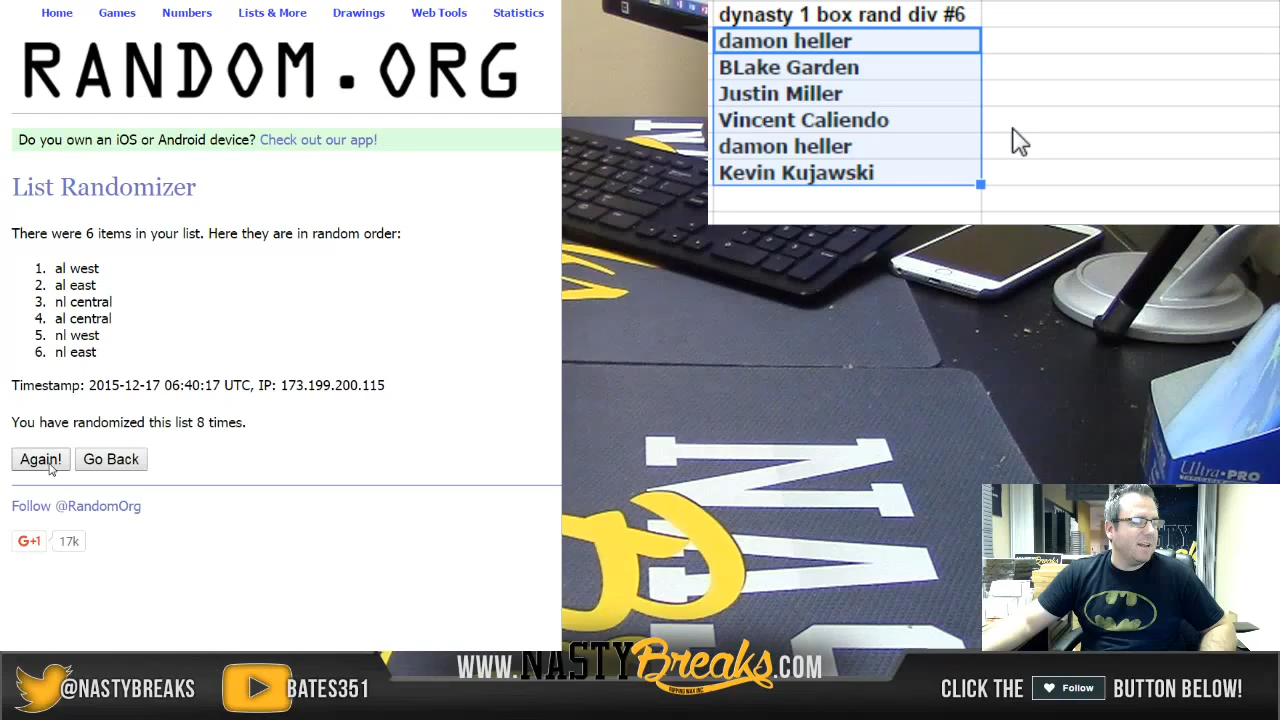 Home Games Numbers Lists & More Drawings Web Tools Statistics
RANDOM.ORG
Do you own an iOS or Android device? Check out our app!
List Randomizer
There were 6 items in your list. Here they are in random order:
1. al west
2. al east
3. nl central
4. al central
5. nl west
6. nl east
Timestamp: 2015-12-17 06:40:17 UTC, IP: 173.199.200.115
You have randomized this list 8 times.
Again! Go Back
Follow @RandomOrg
G+1 17k
dynasty 1 box rand div #6
damon heller
BLake Garden
Justin Miller
Vincent Caliendo
damon heller
Kevin Kujawski
Ultra·PRO
NA
@NASTYBREAKS
BATES351
WWW.NASTYBreaks.COM
RIPPING WAX INC
CLICK THE Follow BUTTON BELOW!